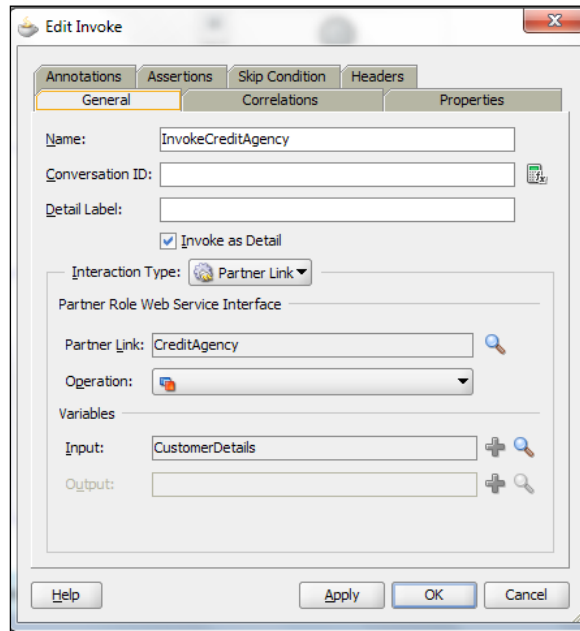 Edit Invoke
Annotations Assertions Skip Condition Headers
General Correlations Properties
Name: InvokeCreditAgency
Conversation ID:
Detail Label:
Invoke as Detail
Interaction Type: Partner Link
Partner Role Web Service Interface
Partner Link: CreditAgency
Operation:
Variables
Input: CustomerDetails
Output:
Help Apply OK Cancel